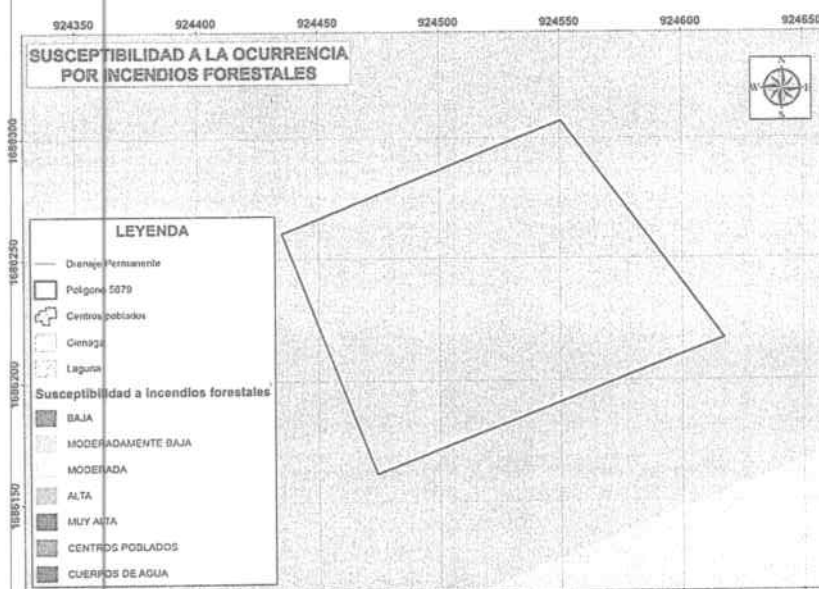 924350 924400 924450 924500 924550 924600 924650
SUSCEPTIBILIDAD A LA OCURRENCIA
POR INCENDIOS FORESTALES
N
W E
S
1686300
1686250
1686200
1686150
LEYENDA
Drenaje Permanente
Poligono 5079
Centros poblados
Cienaga
Laguna
Susceptibilidad a incendios forestales
BAJA
MODERADAMENTE BAJA
MODERADA
ALTA
MUY ALTA
CENTROS POBLADOS
CUERPOS DE AGUA